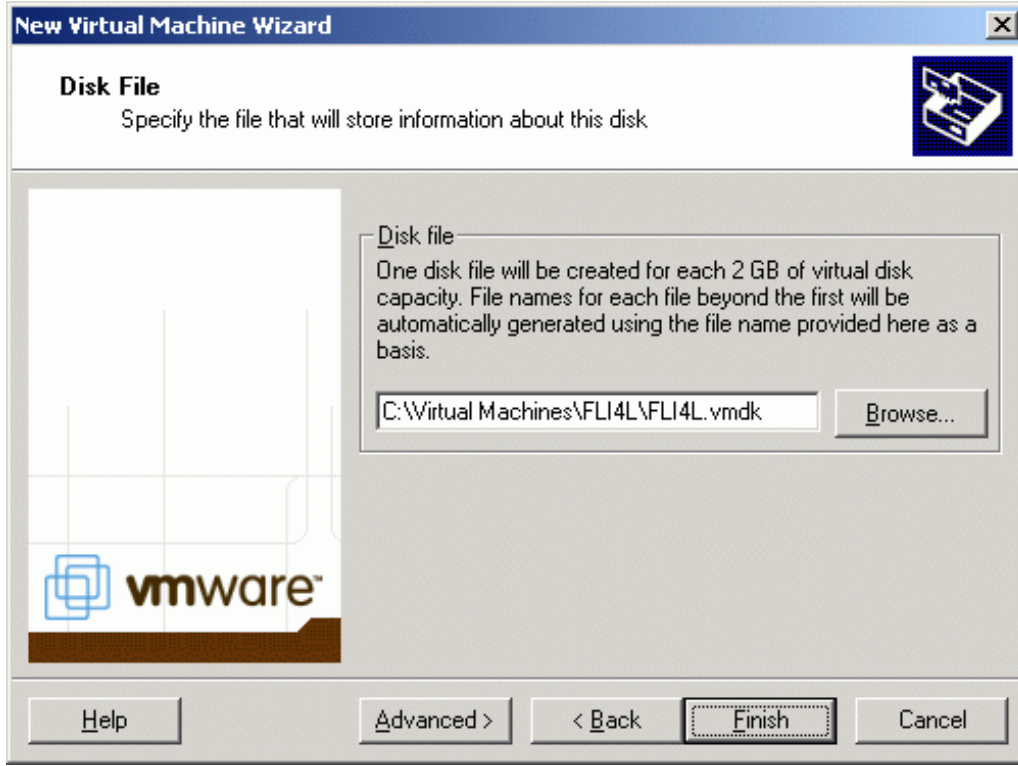 New Virtual Machine Wizard
Disk File
Specify the file that will store information about this disk
Disk file
One disk file will be created for each 2 GB of virtual disk
capacity. File names for each file beyond the first will be
automatically generated using the file name provided here as a
basis.
C:\Virtual Machines\FLI4L\FLI4L.vmdk
Browse...
vmware™
Help
Advanced >
< Back
Finish
Cancel